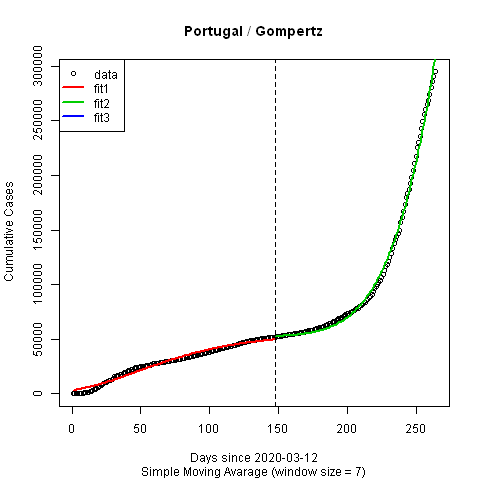 Portugal / Gompertz
data
fit1
fit2
fit3
Cumulative Cases
0
50000
100000
150000
200000
250000
300000
0 50 100 150 200 250
Days since 2020-03-12
Simple Moving Avarage (window size = 7)